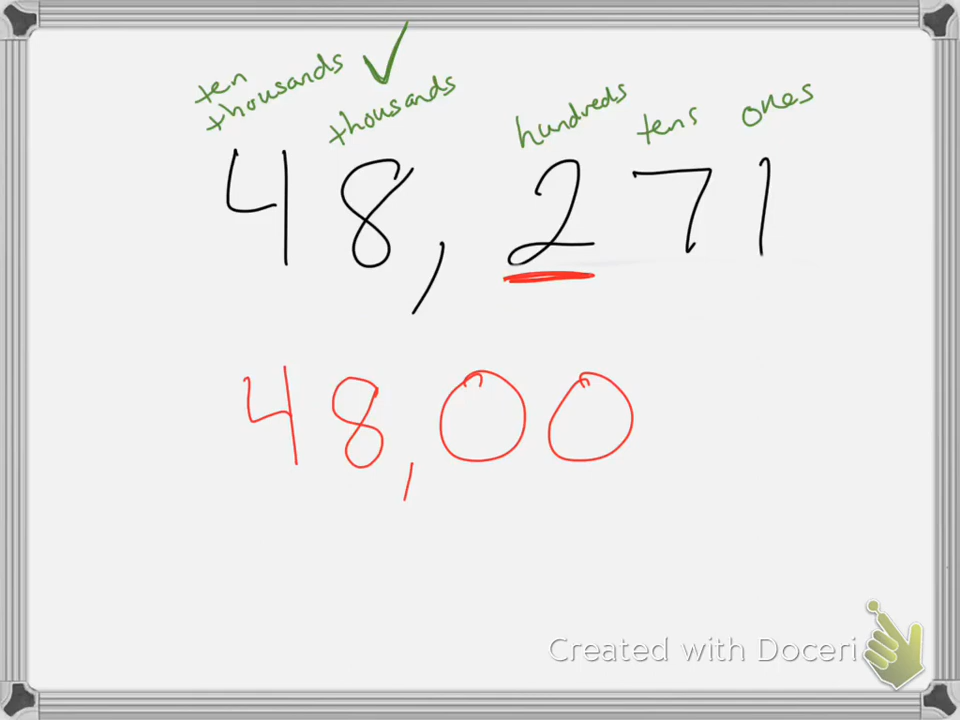 ten
thousands
thousands
hundreds
tens
ones
48,271
48,00
Created with Doceri